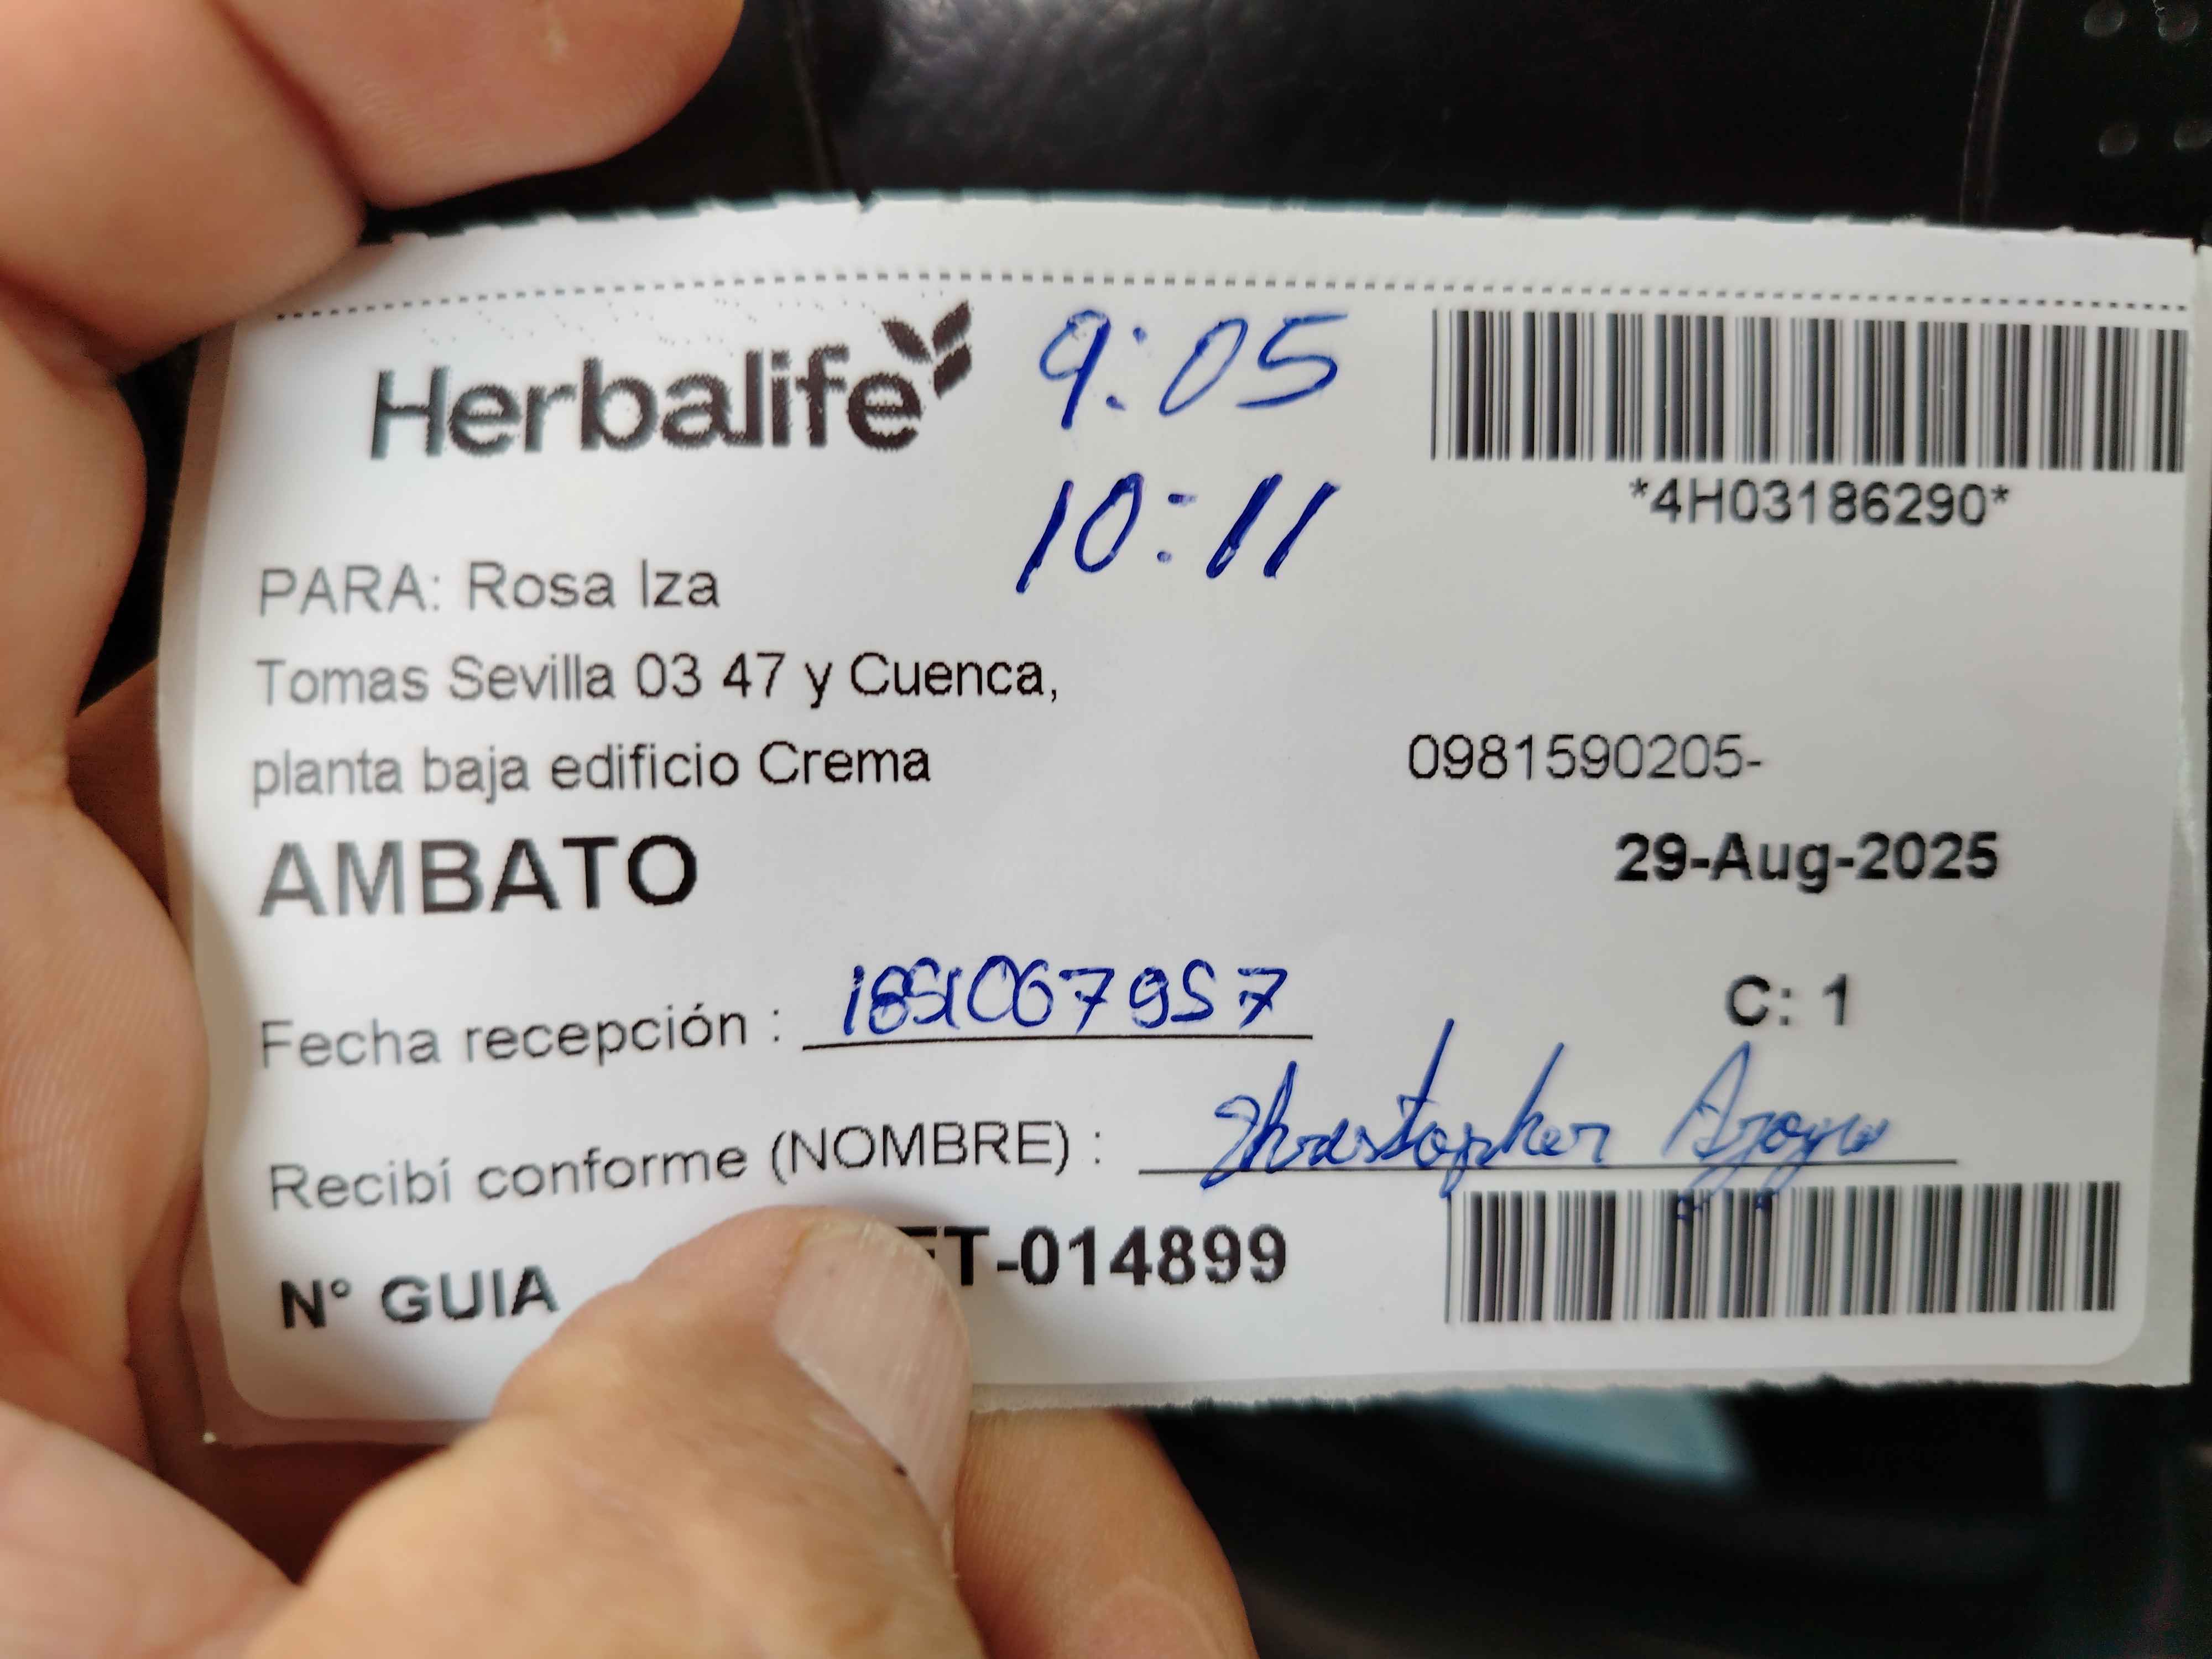 Herbalife
9:05
10:11
*4H03186290*
PARA: Rosa Iza
Tomas Sevilla 03 47 y Cuenca,
planta baja edificio Crema
0981590205-
AMBATO
29-Aug-2025
Fecha recepción :
C: 1
Recibí conforme (NOMBRE) :
N° GUIA
T-014899